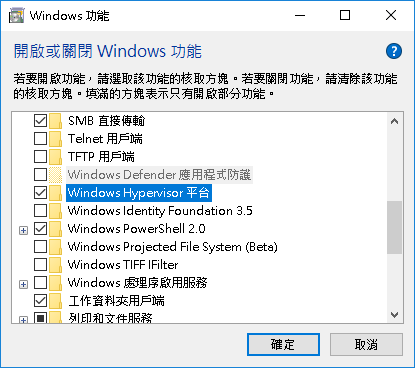 Windows 功能
開啟或關閉 Windows 功能
若要開啟功能，請選取該功能的核取方塊。若要關閉功能，請清除該功能
的核取方塊。填滿的方塊表示只有開啟部分功能。
SMB 直接傳輸
Telnet 用戶端
TFTP 用戶端
Windows Defender 應用程式防護
Windows Hypervisor 平台
Windows Identity Foundation 3.5
Windows PowerShell 2.0
Windows Projected File System (Beta)
Windows TIFF IFilter
Windows 處理序啟用服務
工作資料夾用戶端
列印和文件服務
確定
取消